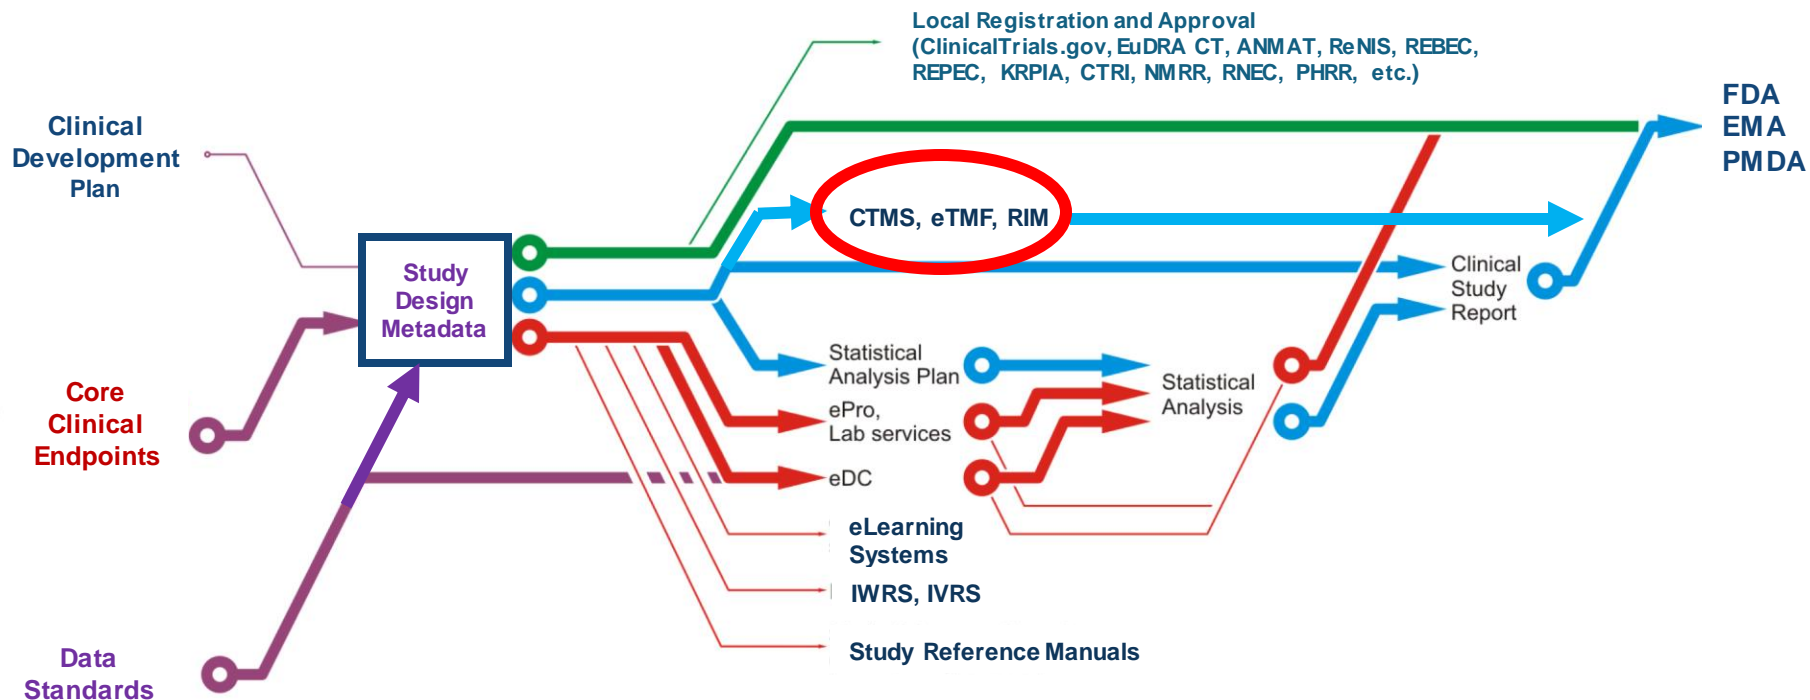 Local Registration and Approval
(ClinicalTrials.gov, EuDRA CT, ANMAT, ReNIS, REBEC,
REPEC, KRPIA, CTRI, NMRR, RNEC, PHRR, etc.)
FDA
EMA
PMDA
Clinical
Development
Plan
CTMS, eTMF, RIM
Study
Design
Metadata
Clinical
Study
Report
Core
Clinical
Endpoints
Statistical
Analysis Plan
Statistical
Analysis
ePro,
Lab services
eDC
eLearning
Systems
IWRS, IVRS
Study Reference Manuals
Data
Standards